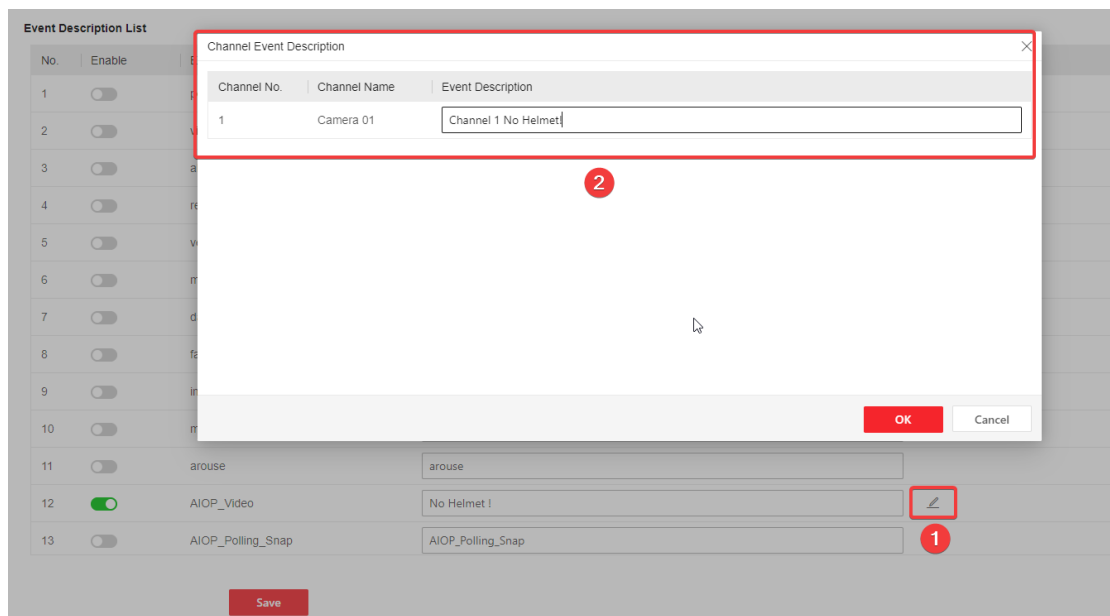 Event Description List
No. Enable
Channel Event Description
Channel No. Channel Name Event Description
1 Camera 01 Channel 1 No Helmet!
2
OK Cancel
1
2
3
4
5
6
7
8
9
10
11 arouse arouse
12 AIOP_Video No Helmet !
13 AIOP_Polling_Snap AIOP_Polling_Snap
1
Save